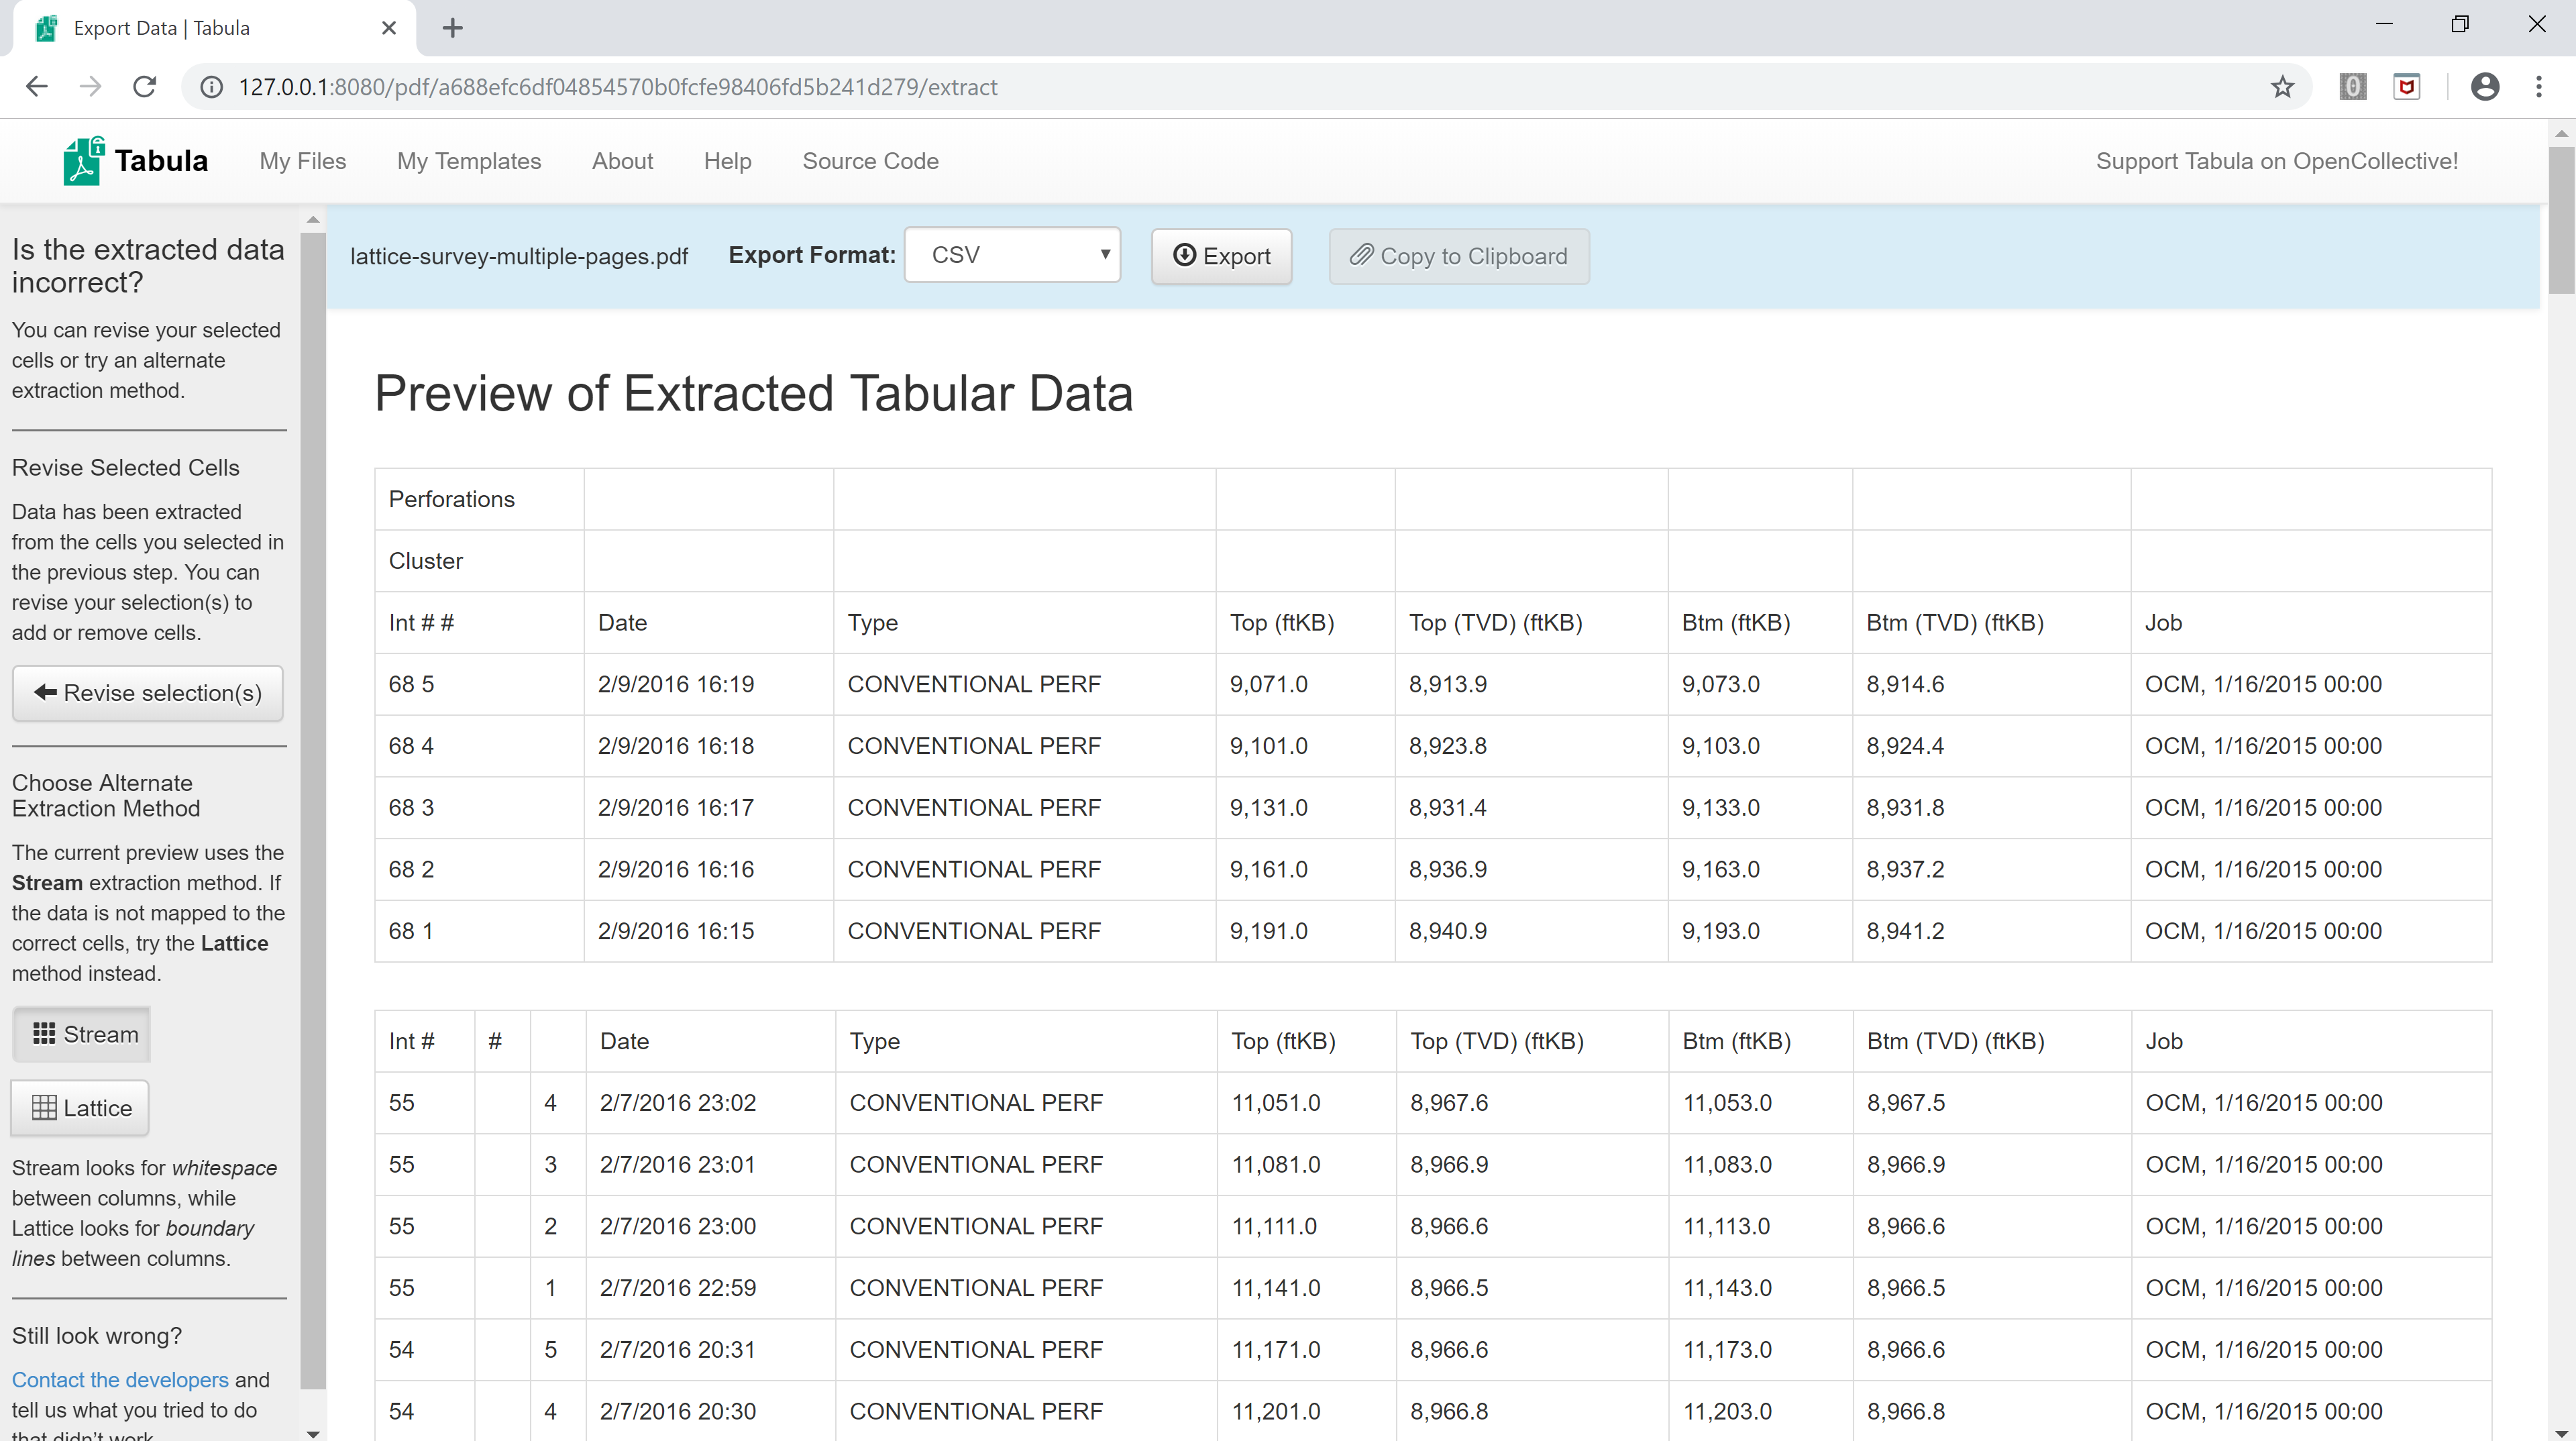 Export Data | Tabula
127.0.0.1:8080/pdf/a688efc6df04854570b0fcfe98406fd5b241d279/extract
Tabula My Files My Templates About Help Source Code Support Tabula on OpenCollective!
Is the extracted data
incorrect?
You can revise your selected
cells or try an alternate
extraction method.
Revise Selected Cells
Data has been extracted
from the cells you selected in
the previous step. You can
revise your selection(s) to
add or remove cells.
Revise selection(s)
Choose Alternate
Extraction Method
The current preview uses the
Stream extraction method. If
the data is not mapped to the
correct cells, try the Lattice
method instead.
Stream
Lattice
Stream looks for whitespace
between columns, while
Lattice looks for boundary
lines between columns.
Still look wrong?
Contact the developers and
tell us what you tried to do
that didn't work.
lattice-survey-multiple-pages.pdf Export Format: CSV Export Copy to Clipboard
Preview of Extracted Tabular Data
Perforations
Cluster
Int # # Date Type Top (ftKB) Top (TVD) (ftKB) Btm (ftKB) Btm (TVD) (ftKB) Job
68 5 2/9/2016 16:19 CONVENTIONAL PERF 9,071.0 8,913.9 9,073.0 8,914.6 OCM, 1/16/2015 00:00
68 4 2/9/2016 16:18 CONVENTIONAL PERF 9,101.0 8,923.8 9,103.0 8,924.4 OCM, 1/16/2015 00:00
68 3 2/9/2016 16:17 CONVENTIONAL PERF 9,131.0 8,931.4 9,133.0 8,931.8 OCM, 1/16/2015 00:00
68 2 2/9/2016 16:16 CONVENTIONAL PERF 9,161.0 8,936.9 9,163.0 8,937.2 OCM, 1/16/2015 00:00
68 1 2/9/2016 16:15 CONVENTIONAL PERF 9,191.0 8,940.9 9,193.0 8,941.2 OCM, 1/16/2015 00:00
Int # # Date Type Top (ftKB) Top (TVD) (ftKB) Btm (ftKB) Btm (TVD) (ftKB) Job
55 4 2/7/2016 23:02 CONVENTIONAL PERF 11,051.0 8,967.6 11,053.0 8,967.5 OCM, 1/16/2015 00:00
55 3 2/7/2016 23:01 CONVENTIONAL PERF 11,081.0 8,966.9 11,083.0 8,966.9 OCM, 1/16/2015 00:00
55 2 2/7/2016 23:00 CONVENTIONAL PERF 11,111.0 8,966.6 11,113.0 8,966.6 OCM, 1/16/2015 00:00
55 1 2/7/2016 22:59 CONVENTIONAL PERF 11,141.0 8,966.5 11,143.0 8,966.5 OCM, 1/16/2015 00:00
54 5 2/7/2016 20:31 CONVENTIONAL PERF 11,171.0 8,966.6 11,173.0 8,966.6 OCM, 1/16/2015 00:00
54 4 2/7/2016 20:30 CONVENTIONAL PERF 11,201.0 8,966.8 11,203.0 8,966.8 OCM, 1/16/2015 00:00